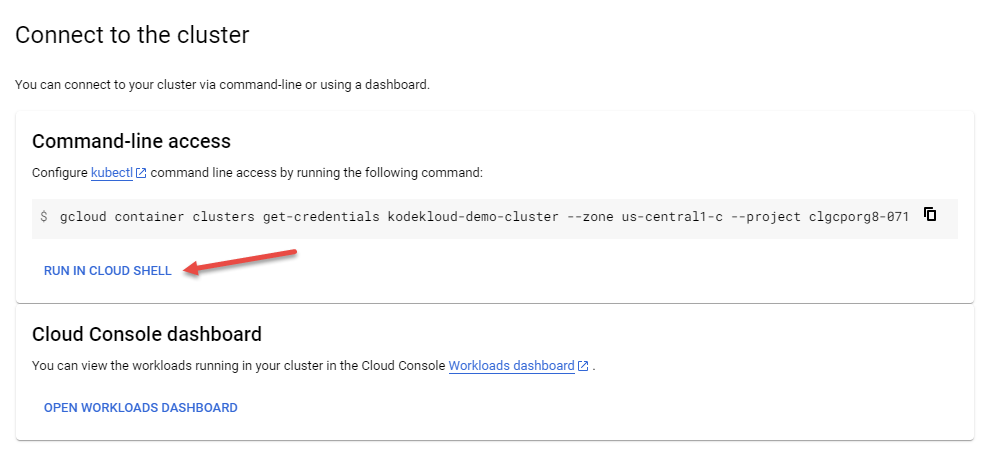 Connect to the cluster
You can connect to your cluster via command-line or using a dashboard.
Command-line access
Configure kubectl command line access by running the following command:
$ gcloud container clusters get-credentials kodekloud-demo-cluster --zone us-central1-c --project clgcporg8-071
RUN IN CLOUD SHELL
Cloud Console dashboard
You can view the workloads running in your cluster in the Cloud Console Workloads dashboard .
OPEN WORKLOADS DASHBOARD